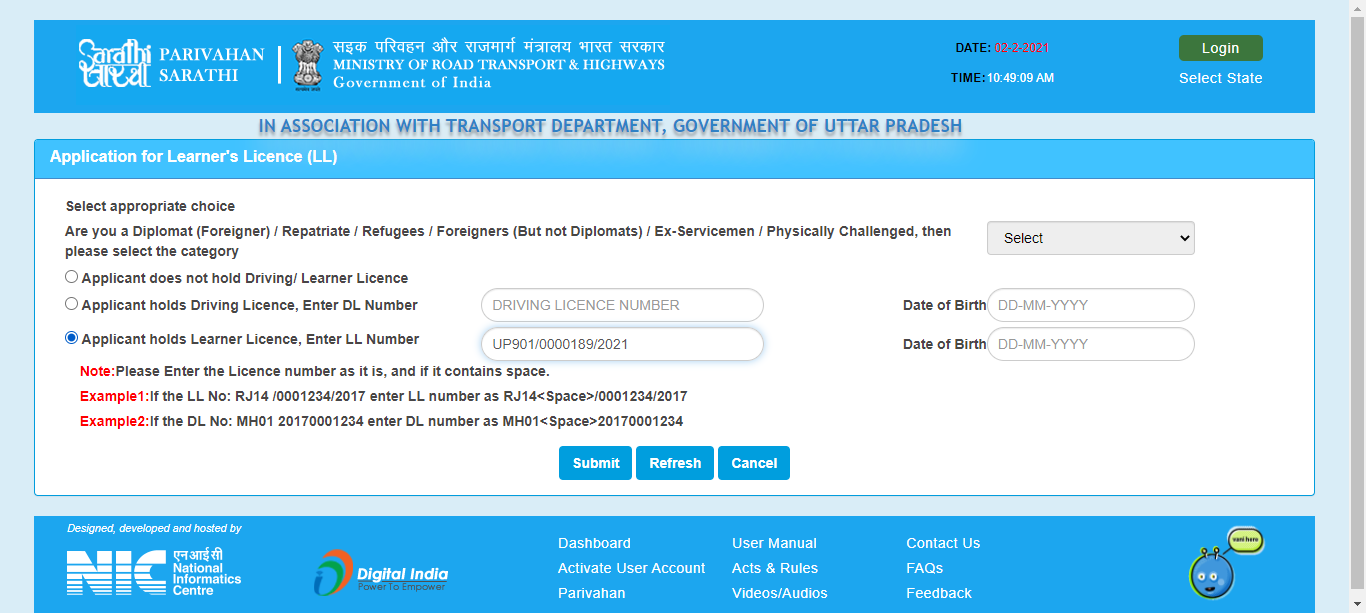 Sarathi
सारथी
PARIVAHAN
SARATHI
सड़क परिवहन और राजमार्ग मंत्रालय भारत सरकार
MINISTRY OF ROAD TRANSPORT & HIGHWAYS
Government of India
DATE: 02-2-2021
TIME: 10:49:09 AM
Login
Select State
IN ASSOCIATION WITH TRANSPORT DEPARTMENT, GOVERNMENT OF UTTAR PRADESH
Application for Learner's Licence (LL)
Select appropriate choice
Are you a Diplomat (Foreigner) / Repatriate / Refugees / Foreigners (But not Diplomats) / Ex-Servicemen / Physically Challenged, then
please select the category
Select
Applicant does not hold Driving/ Learner Licence
Applicant holds Driving Licence, Enter DL Number DRIVING LICENCE NUMBER Date of Birth DD-MM-YYYY
Applicant holds Learner Licence, Enter LL Number UP901/0000189/2021 Date of Birth DD-MM-YYYY
Note:Please Enter the Licence number as it is, and if it contains space.
Example1:If the LL No: RJ14 /0001234/2017 enter LL number as RJ14<Space>/0001234/2017
Example2:If the DL No: MH01 20170001234 enter DL number as MH01<Space>20170001234
Submit Refresh Cancel
Designed, developed and hosted by
NIC
एनआईसी
National
Informatics
Centre
Digital India
Power To Empower
Dashboard User Manual Contact Us
Activate User Account Acts & Rules FAQs
Parivahan Videos/Audios Feedback
vani here